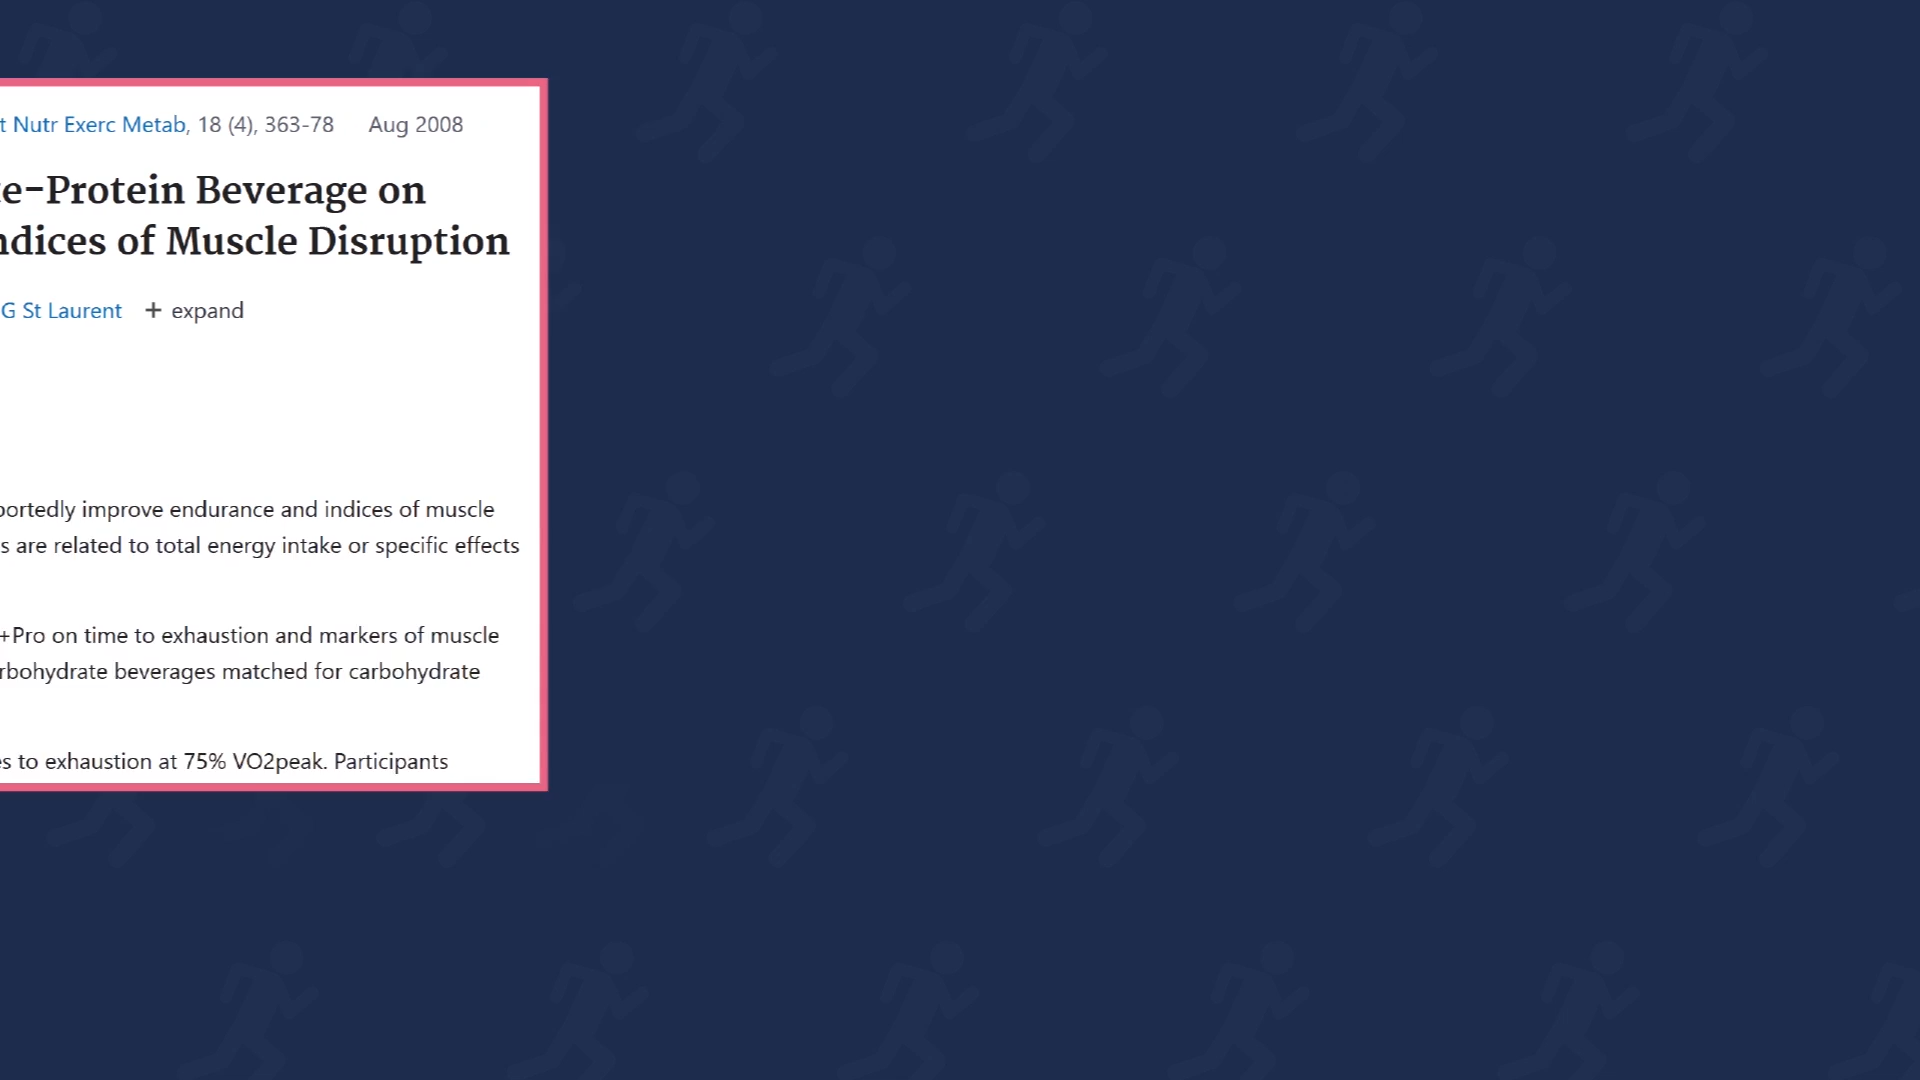 t Nutr Exerc Metab, 18 (4), 363-78 Aug 2008
e-Protein Beverage on
ndices of Muscle Disruption
G St Laurent + expand
portedly improve endurance and indices of muscle
s are related to total energy intake or specific effects
+Pro on time to exhaustion and markers of muscle
rbohydrate beverages matched for carbohydrate
es to exhaustion at 75% VO2peak. Participants